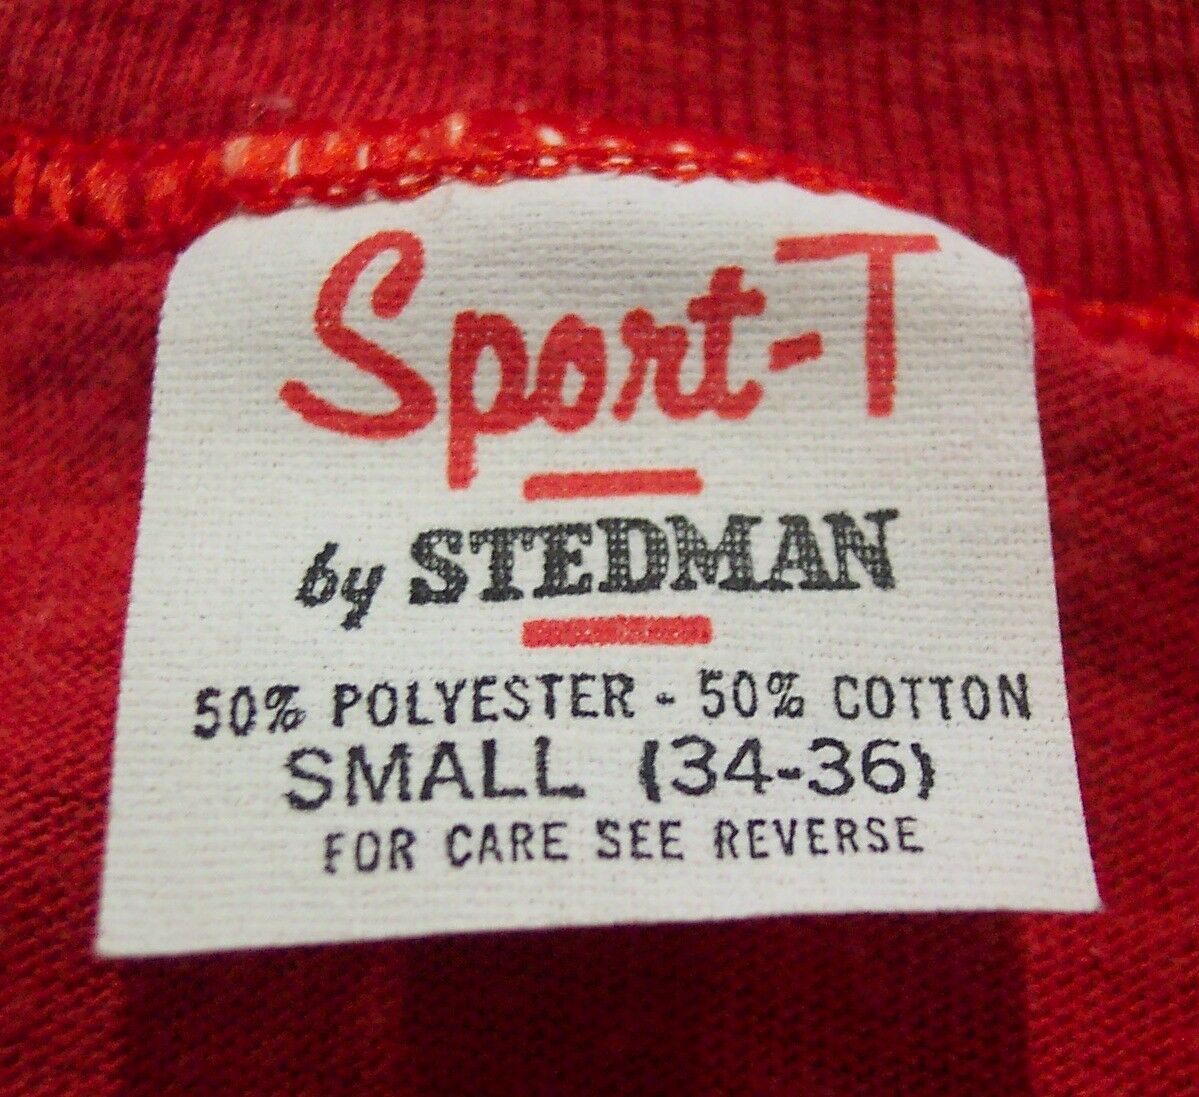 Sport-T
by STEDMAN
50% POLYESTER - 50% COTTON
SMALL (34-36)
FOR CARE SEE REVERSE